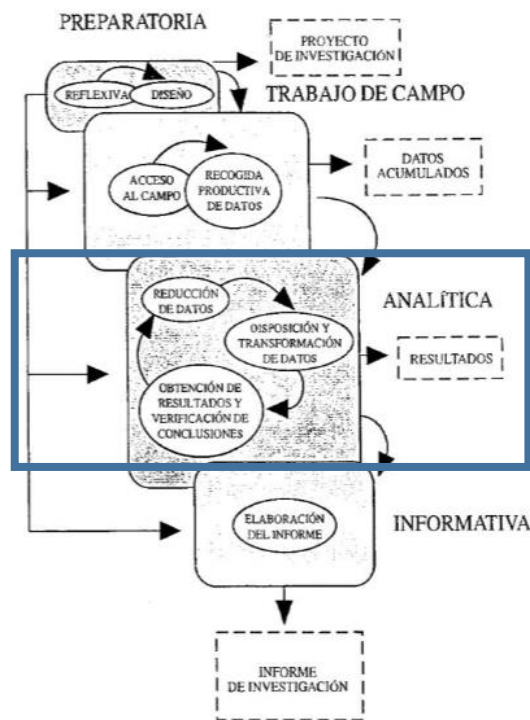 PREPARATORIA
PROYECTO
DE INVESTIGACIÓN
REFLEXIVA
DISEÑO
TRABAJO DE CAMPO
ACCESO
AL CAMPO
RECOGIDA
PRODUCTIVA
DE DATOS
DATOS
ACUMULADOS
ANALÍTICA
REDUCCIÓN
DE DATOS
DISPOSICIÓN Y
TRANSFORMACIÓN
DE DATOS
RESULTADOS
OBTENCIÓN DE
RESULTADOS Y
VERIFICACIÓN DE
CONCLUSIONES
INFORMATIVA
ELABORACIÓN
DEL INFORME
INFORME
DE INVESTIGACIÓN